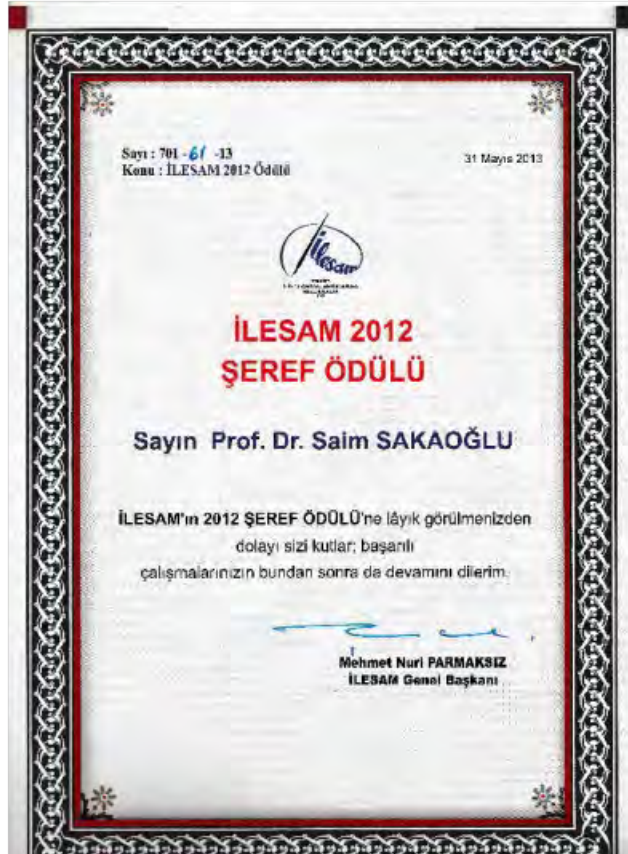 Sayı : 701 -61 -13
31 Mayıs 2013
Konu : İLESAM 2012 Ödülü
ilesam
İLESAM 2012
ŞEREF ÖDÜLÜ
Sayın Prof. Dr. Saim SAKAOĞLU
İLESAM'ın 2012 ŞEREF ÖDÜLÜ'ne lâyık görülmenizden
dolayı sizi kutlar; başarılı
çalışmalarınızın bundan sonra da devamını dilerim.
Mehmet Nuri PARMAKSIZ
İLESAM Genel Başkanı